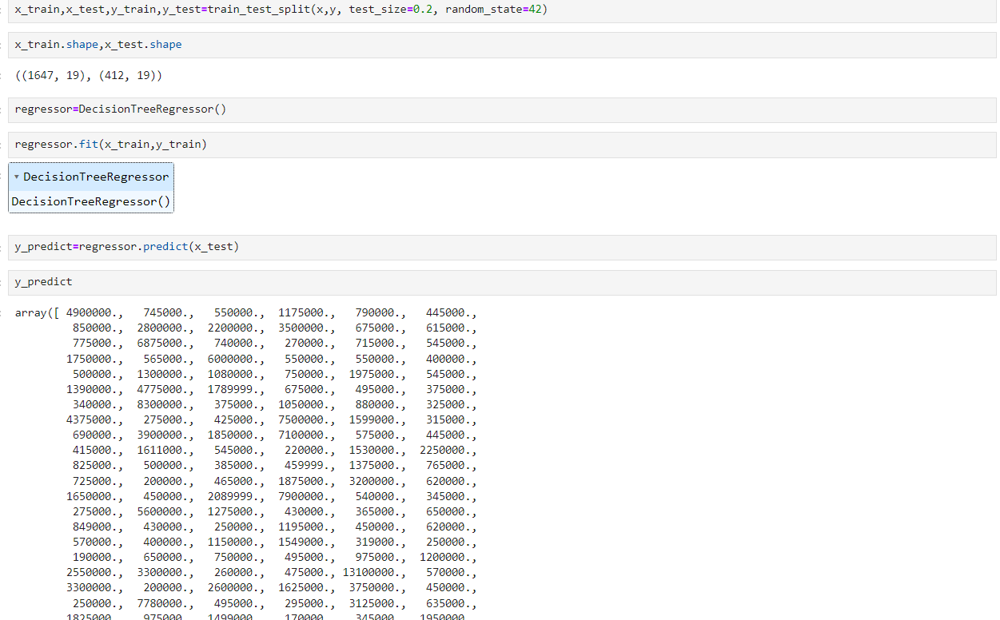 x_train,x_test,y_train,y_test=train_test_split(x,y, test_size=0.2, random_state=42)
x_train.shape,x_test.shape
((1647, 19), (412, 19))
regressor=DecisionTreeRegressor()
regressor.fit(x_train,y_train)
▾ DecisionTreeRegressor
DecisionTreeRegressor()
y_predict=regressor.predict(x_test)
y_predict
array([ 4900000., 745000., 550000., 1175000., 790000., 445000.,
850000., 2800000., 2200000., 3500000., 675000., 615000.,
775000., 6875000., 740000., 270000., 715000., 545000.,
1750000., 565000., 6000000., 550000., 550000., 400000.,
500000., 1300000., 1080000., 750000., 1975000., 545000.,
1390000., 4775000., 1789999., 675000., 495000., 375000.,
340000., 8300000., 375000., 1050000., 880000., 325000.,
4375000., 275000., 425000., 7500000., 1599000., 315000.,
690000., 3900000., 1850000., 7100000., 575000., 445000.,
415000., 1611000., 545000., 220000., 1530000., 2250000.,
825000., 500000., 385000., 459999., 1375000., 765000.,
725000., 200000., 465000., 1875000., 3200000., 620000.,
1650000., 450000., 2089999., 7900000., 540000., 345000.,
275000., 5600000., 1275000., 430000., 365000., 650000.,
849000., 430000., 250000., 1195000., 450000., 620000.,
570000., 400000., 1150000., 1549000., 319000., 250000.,
190000., 650000., 750000., 495000., 975000., 1200000.,
2550000., 3300000., 260000., 475000., 13100000., 570000.,
3300000., 200000., 2600000., 1625000., 3750000., 450000.,
250000., 7780000., 495000., 295000., 3125000., 635000.,
1825000. 975000. 1499000. 170000. 345000. 1950000.